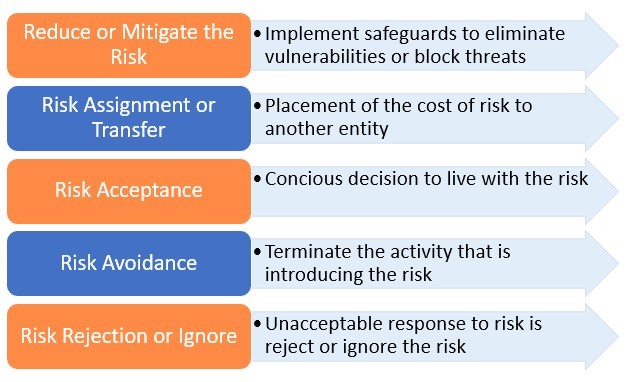 Reduce or Mitigate the
Risk
• Implement safeguards to eliminate
vulnerabilities or block threats
Risk Assignment or
Transfer
• Placement of the cost of risk to
another entity
Risk Acceptance
• Concious decision to live with the risk
Risk Avoidance
• Terminate the activity that is
introducing the risk
Risk Rejection or Ignore
• Unacceptable response to risk is
reject or ignore the risk